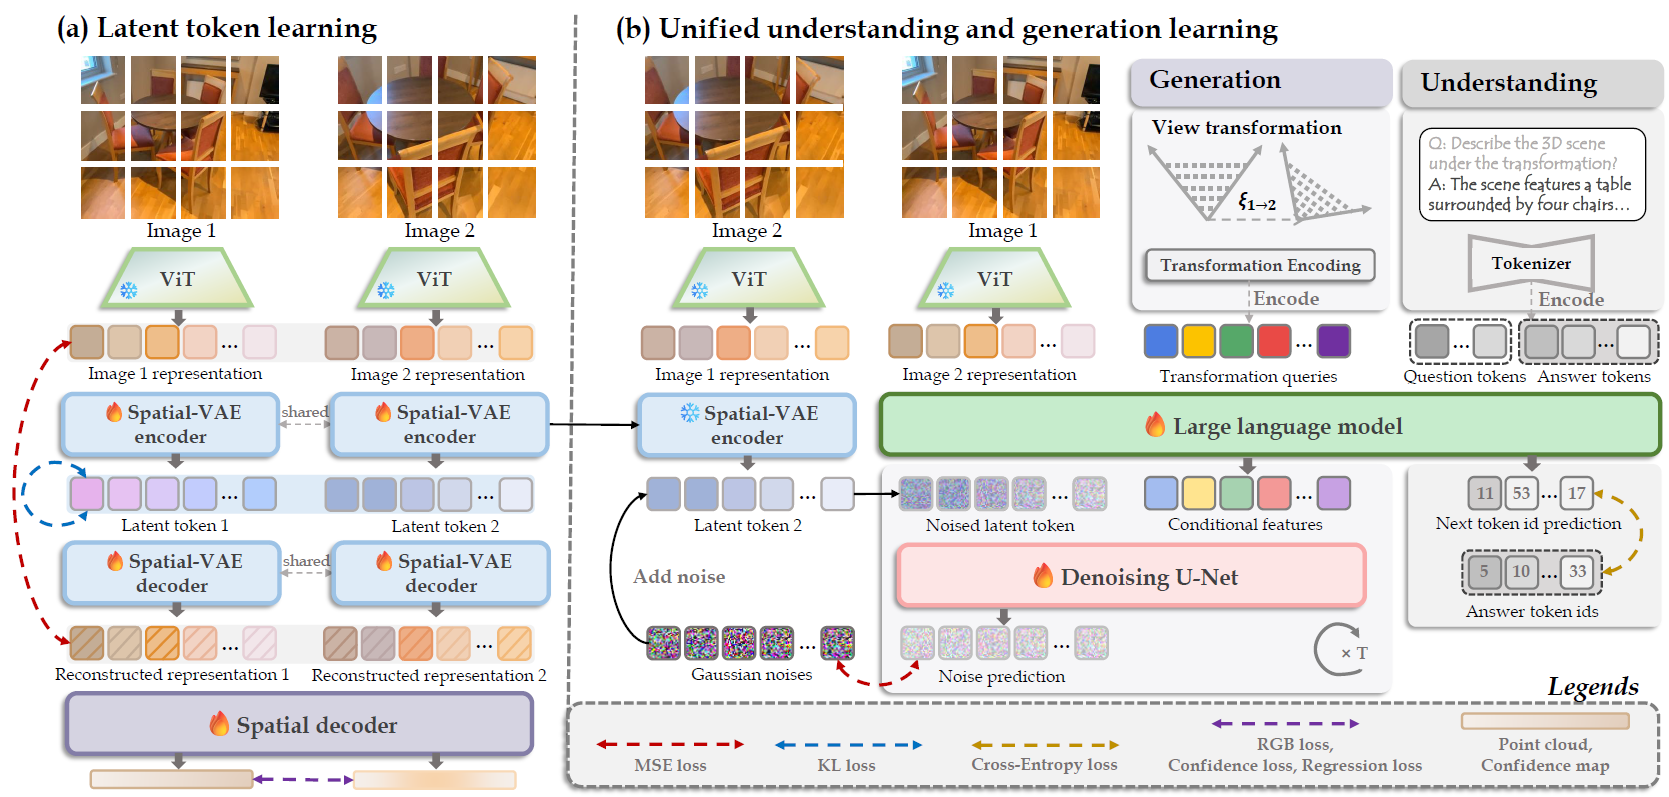 (a) Latent token learning
Image 1
Image 2
ViT
ViT
Image 1 representation
Image 2 representation
Spatial-VAE
encoder
shared
Spatial-VAE
encoder
Latent token 1
Latent token 2
Spatial-VAE
decoder
shared
Spatial-VAE
decoder
Reconstructed representation 1
Reconstructed representation 2
Spatial decoder
(b) Unified understanding and generation learning
Image 2
Image 1
ViT
ViT
Image 1 representation
Image 2 representation
Generation
View transformation
ξ1→2
Transformation Encoding
Encode
Transformation queries
Understanding
Q: Describe the 3D scene
under the transformation?
A: The scene features a table
surrounded by four chairs...
Tokenizer
Encode
Question tokens
Answer tokens
Spatial-VAE
encoder
Large language model
Latent token 2
Noised latent token
Conditional features
11 53 ... 17
Next token id prediction
5 10 ... 33
Answer token ids
Add noise
Denoising U-Net
Gaussian noises
Noise prediction
× T
Legends
MSE loss
KL loss
Cross-Entropy loss
RGB loss,
Confidence loss, Regression loss
Point cloud,
Confidence map